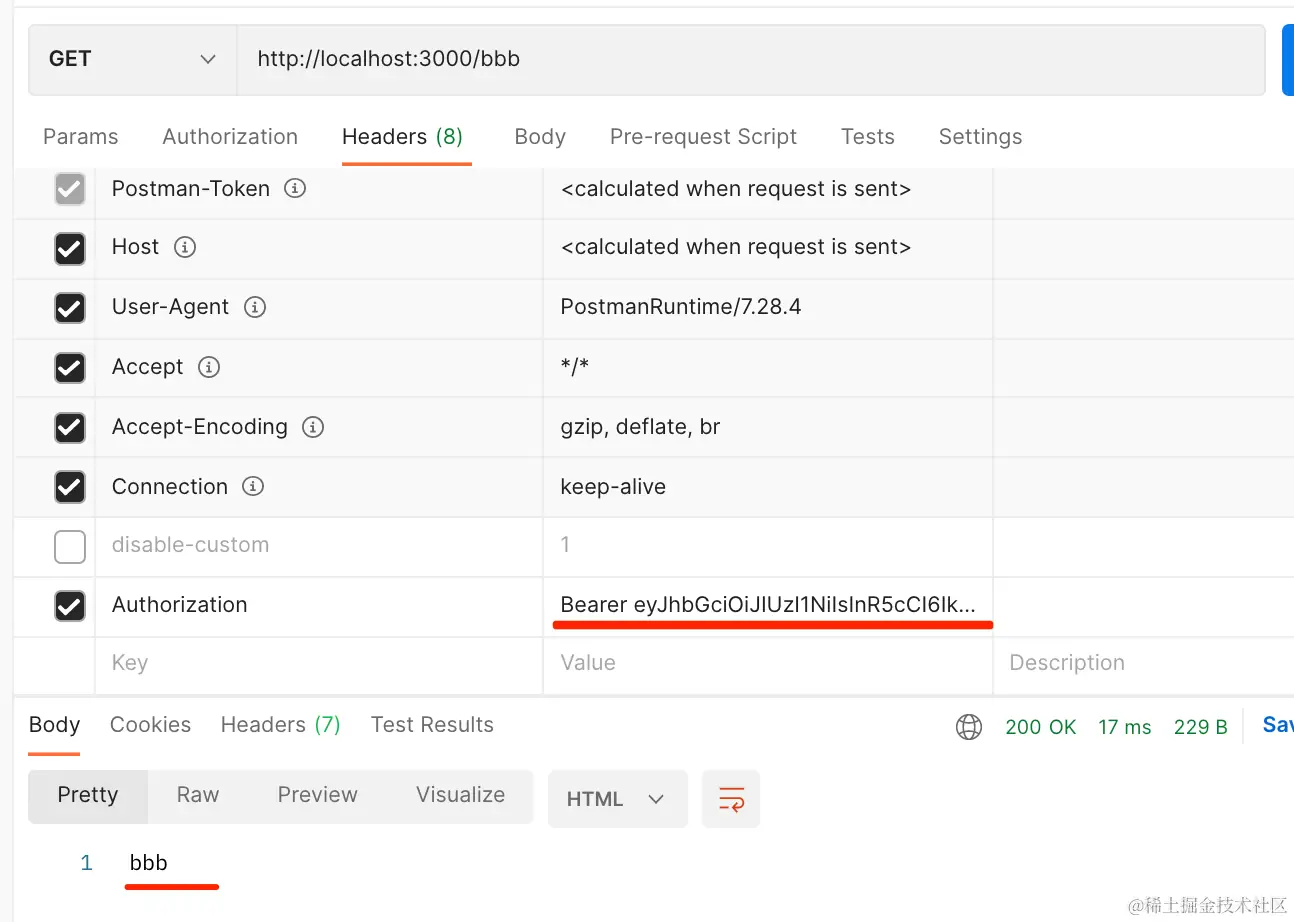 GET http://localhost:3000/bbb
Params Authorization Headers (8) Body Pre-request Script Tests Settings
Postman-Token <calculated when request is sent>
Host <calculated when request is sent>
User-Agent PostmanRuntime/7.28.4
Accept */*
Accept-Encoding gzip, deflate, br
Connection keep-alive
disable-custom 1
Authorization Bearer eyJhbGciOiJIUzI1NiIsInR5cCI6Ik...
Key Value Description
Body Cookies Headers (7) Test Results 200 OK 17 ms 229 B Sav
Pretty Raw Preview Visualize HTML
1 bbb
@稀土掘金技术社区